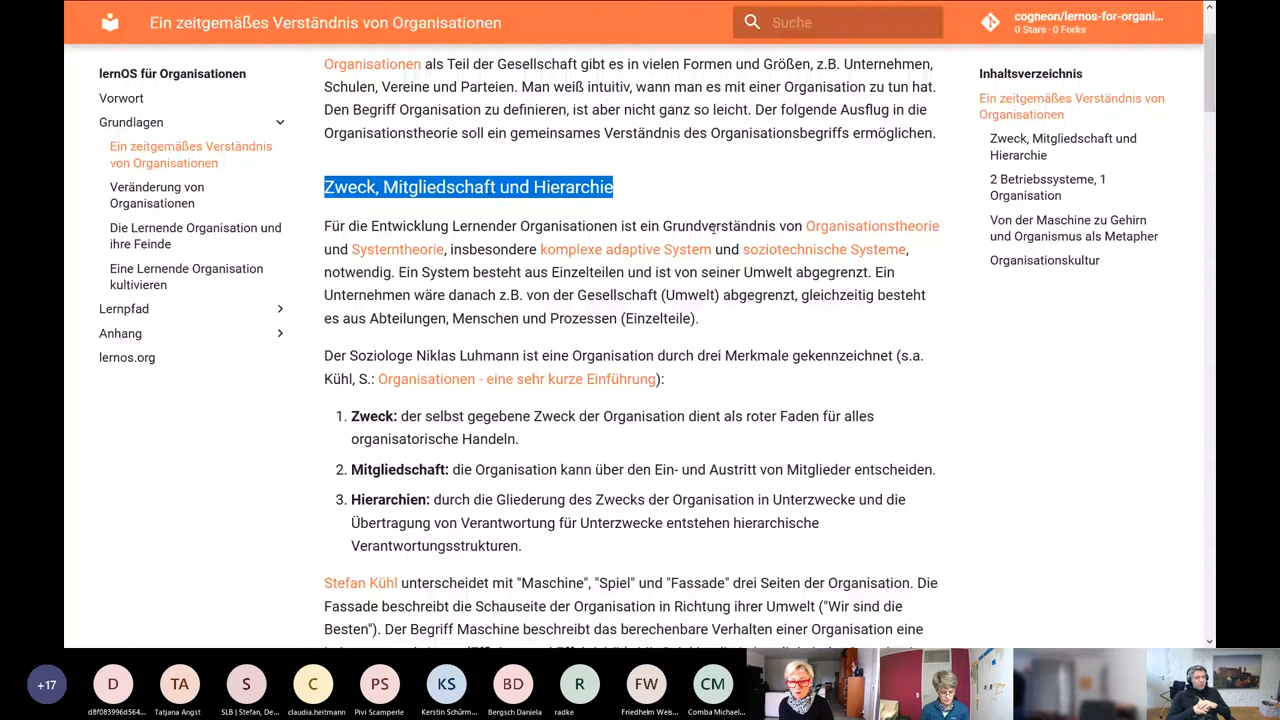 Ein zeitgemäßes Verständnis von Organisationen
Suche
cogneon/lernos-for-organi...
0 Stars · 0 Forks
lernOS für Organisationen
Vorwort
Grundlagen
Ein zeitgemäßes Verständnis
von Organisationen
Veränderung von
Organisationen
Die Lernende Organisation und
ihre Feinde
Eine Lernende Organisation
kultivieren
Lernpfad
Anhang
lernos.org
Organisationen als Teil der Gesellschaft gibt es in vielen Formen und Größen, z.B. Unternehmen,
Schulen, Vereine und Parteien. Man weiß intuitiv, wann man es mit einer Organisation zu tun hat.
Den Begriff Organisation zu definieren, ist aber nicht ganz so leicht. Der folgende Ausflug in die
Organisationstheorie soll ein gemeinsames Verständnis des Organisationsbegriffs ermöglichen.
Zweck, Mitgliedschaft und Hierarchie
Für die Entwicklung Lernender Organisationen ist ein Grundverständnis von Organisationstheorie
und Systemtheorie, insbesondere komplexe adaptive System und soziotechnische Systeme,
notwendig. Ein System besteht aus Einzelteilen und ist von seiner Umwelt abgegrenzt. Ein
Unternehmen wäre danach z.B. von der Gesellschaft (Umwelt) abgegrenzt, gleichzeitig besteht
es aus Abteilungen, Menschen und Prozessen (Einzelteile).
Der Soziologe Niklas Luhmann ist eine Organisation durch drei Merkmale gekennzeichnet (s.a.
Kühl, S.: Organisationen - eine sehr kurze Einführung):
1. Zweck: der selbst gegebene Zweck der Organisation dient als roter Faden für alles
organisatorische Handeln.
2. Mitgliedschaft: die Organisation kann über den Ein- und Austritt von Mitglieder entscheiden.
3. Hierarchien: durch die Gliederung des Zwecks der Organisation in Unterzwecke und die
Übertragung von Verantwortung für Unterzwecke entstehen hierarchische
Verantwortungsstrukturen.
Stefan Kühl unterscheidet mit "Maschine", "Spiel" und "Fassade" drei Seiten der Organisation. Die
Fassade beschreibt die Schauseite der Organisation in Richtung ihrer Umwelt ("Wir sind die
Besten"). Der Begriff Maschine beschreibt das berechenbare Verhalten einer Organisation eine
Inhaltsverzeichnis
Ein zeitgemäßes Verständnis von
Organisationen
Zweck, Mitgliedschaft und
Hierarchie
2 Betriebssysteme, 1
Organisation
Von der Maschine zu Gehirn
und Organismus als Metapher
Organisationskultur
+17
D
TA
S
C
PS
KS
BD
R
FW
CM
d8f083996d564...
Tatjana Angst
SLB | Stefan, De...
claudia.heitmann
Pivi Scamperle
Kerstin Schürm...
Bergsch Daniela
radke
Friedhelm Weis...
Comba Michael...